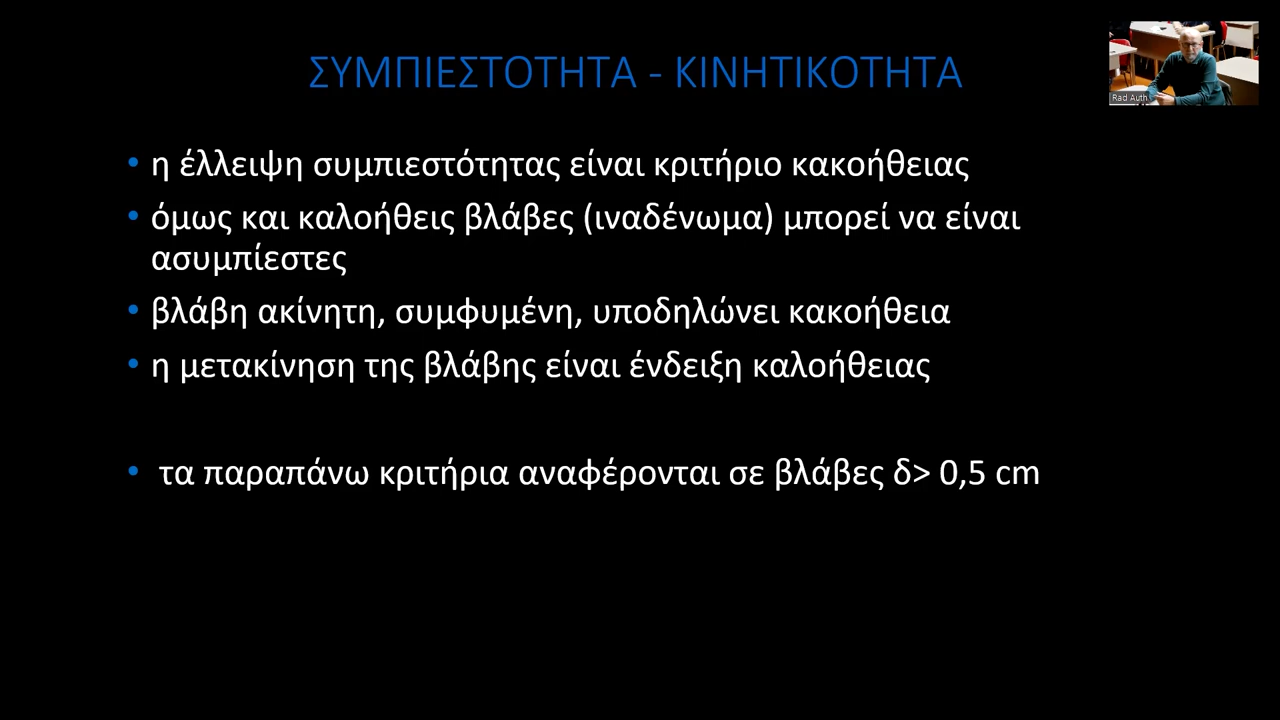 ΣΥΜΠΙΕΣΤΟΤΗΤΑ - ΚΙΝΗΤΙΚΟΤΗΤΑ
Rad Auth
• η έλλειψη συμπιεστότητας είναι κριτήριο κακοήθειας
• όμως και καλοήθεις βλάβες (ιναδένωμα) μπορεί να είναι
ασυμπίεστες
• βλάβη ακίνητη, συμφυμένη, υποδηλώνει κακοήθεια
• η μετακίνηση της βλάβης είναι ένδειξη καλοήθειας
• τα παραπάνω κριτήρια αναφέρονται σε βλάβες δ> 0,5 cm